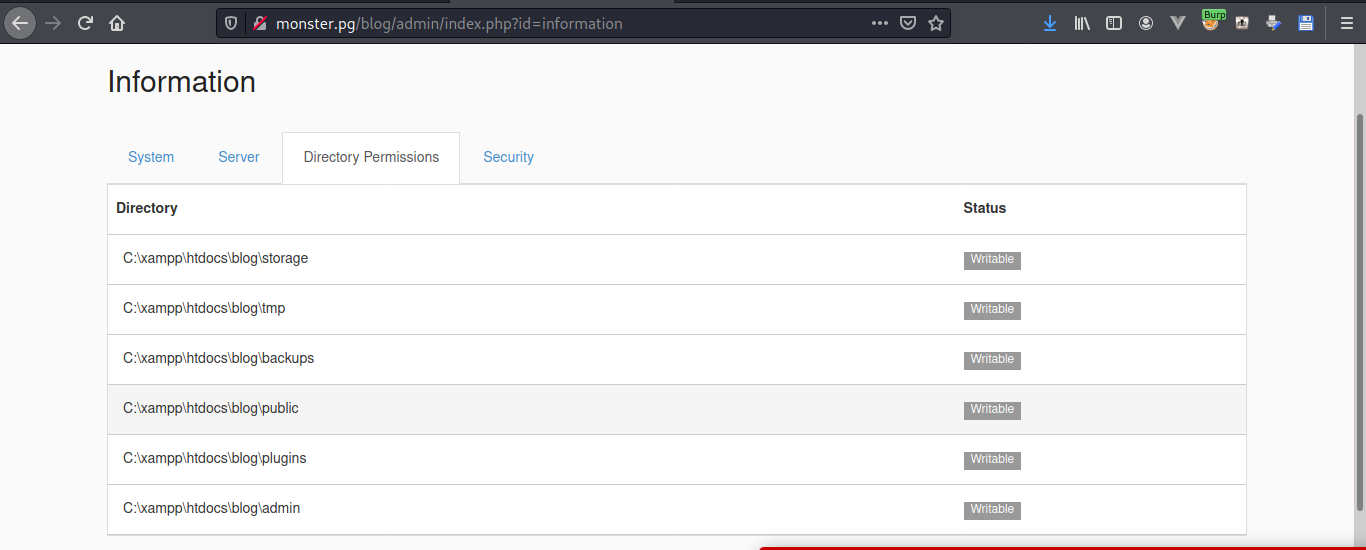 monster.pg/blog/admin/index.php?id=information
Burp
Information
System Server Directory Permissions Security
Directory Status
C:\xampp\htdocs\blog\storage Writable
C:\xampp\htdocs\blog\tmp Writable
C:\xampp\htdocs\blog\backups Writable
C:\xampp\htdocs\blog\public Writable
C:\xampp\htdocs\blog\plugins Writable
C:\xampp\htdocs\blog\admin Writable